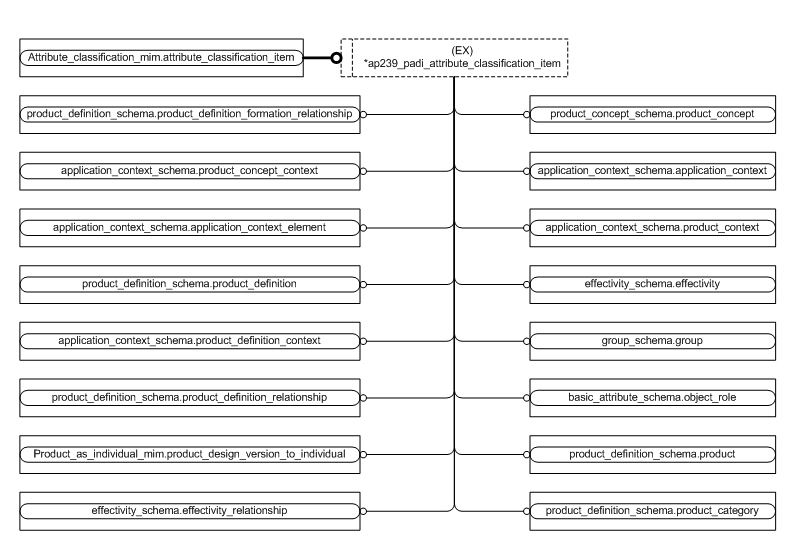 (EX)
Attribute_classification_mim.attribute_classification_item
*ap239_padi_attribute_classification_item
product_definition_schema.product_definition_formation_relationship
product_concept_schema.product_concept
application_context_schema.product_concept_context
application_context_schema.application_context
application_context_schema.application_context_element
application_context_schema.product_context
product_definition_schema.product_definition
effectivity_schema.effectivity
application_context_schema.product_definition_context
group_schema.group
product_definition_schema.product_definition_relationship
basic_attribute_schema.object_role
Product_as_individual_mim.product_design_version_to_individual
product_definition_schema.product
effectivity_schema.effectivity_relationship
product_definition_schema.product_category